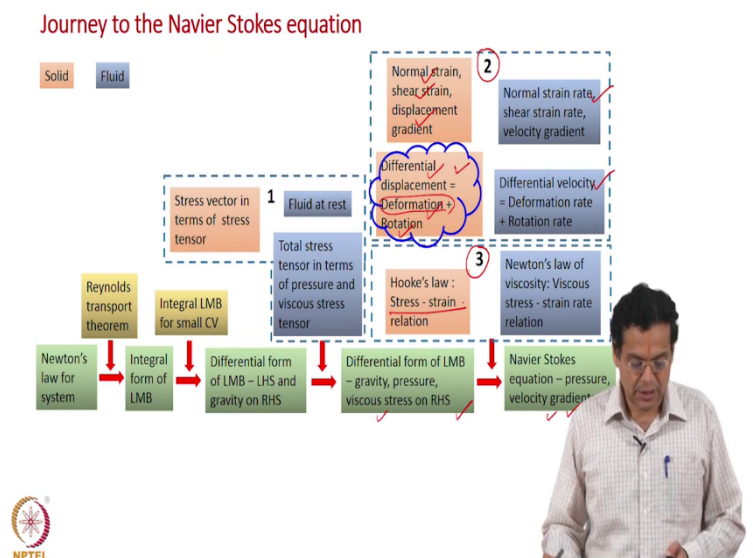 Journey to the Navier Stokes equation
Solid
Fluid
2
Normal strain,
shear strain,
displacement
gradient
Normal strain rate,
shear strain rate,
velocity gradient
Differential
displacement =
Deformation +
Rotation
Differential velocity
= Deformation rate
+ Rotation rate
1
Stress vector in
terms of stress
tensor
Fluid at rest
Total stress
tensor in terms
of pressure and
viscous stress
tensor
3
Hooke's law :
Stress - strain
relation
Newton's law of
viscosity: Viscous
stress - strain rate
relation
Reynolds
transport
theorem
Integral LMB
for small CV
Newton's
law for
system
Integral
form of
LMB
Differential form
of LMB – LHS and
gravity on RHS
Differential form of LMB
– gravity, pressure,
viscous stress on RHS
Navier Stokes
equation – pressure,
velocity gradient
NPTEL